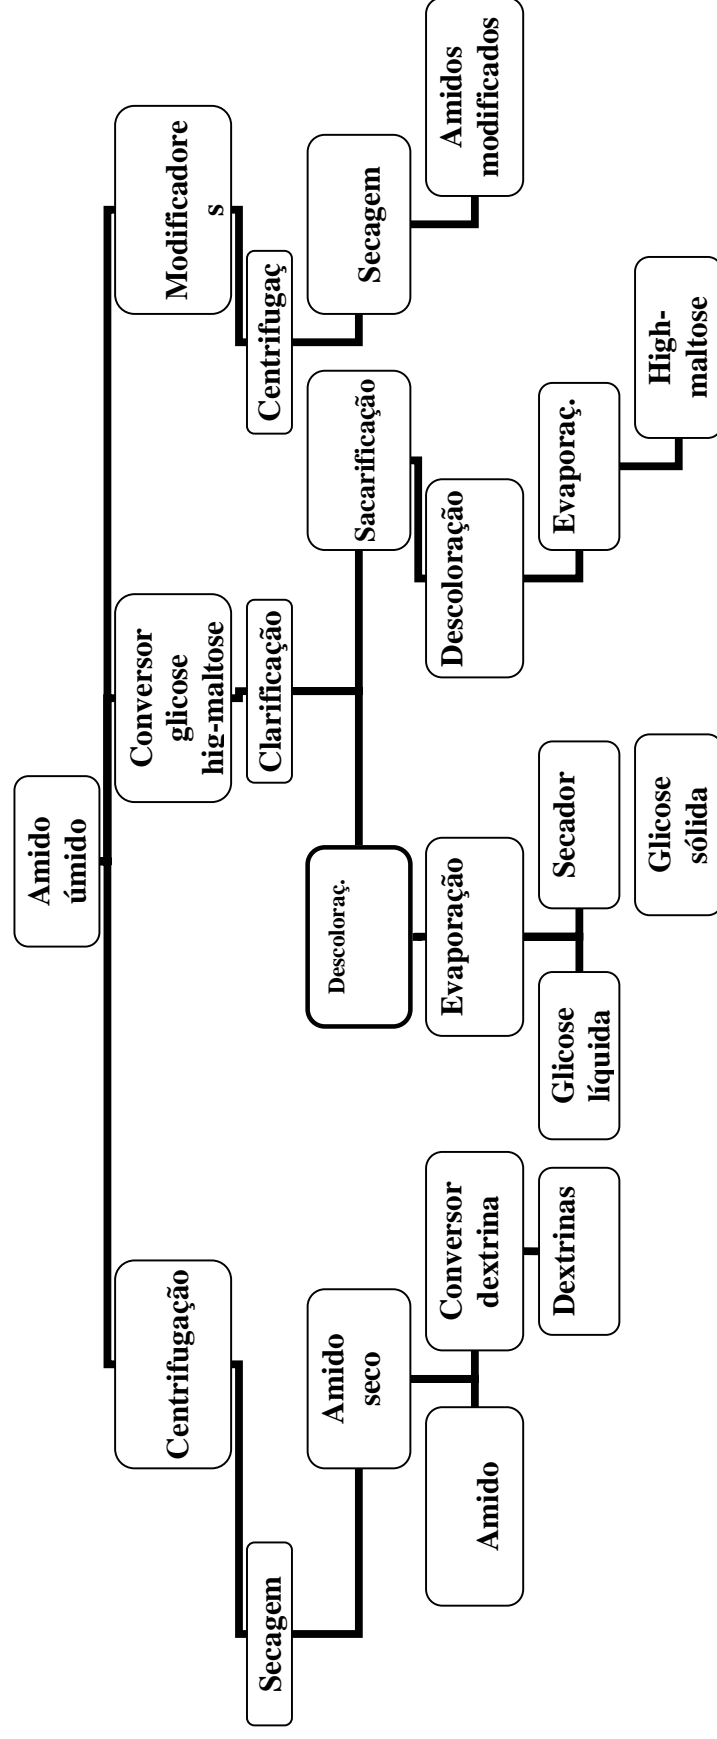 Amido
úmido
Centrifugação
Conversor
glicose
hig-maltose
Modificadore
s
Secagem
Clarificação
Centrifugaç
Amido
seco
Descoloraç.
Sacarificação
Secagem
Amido
Conversor
dextrina
Evaporação
Descoloração
Amidos
modificados
Dextrinas
Glicose
líquida
Secador
Evaporaç.
Glicose
sólida
High-
maltose